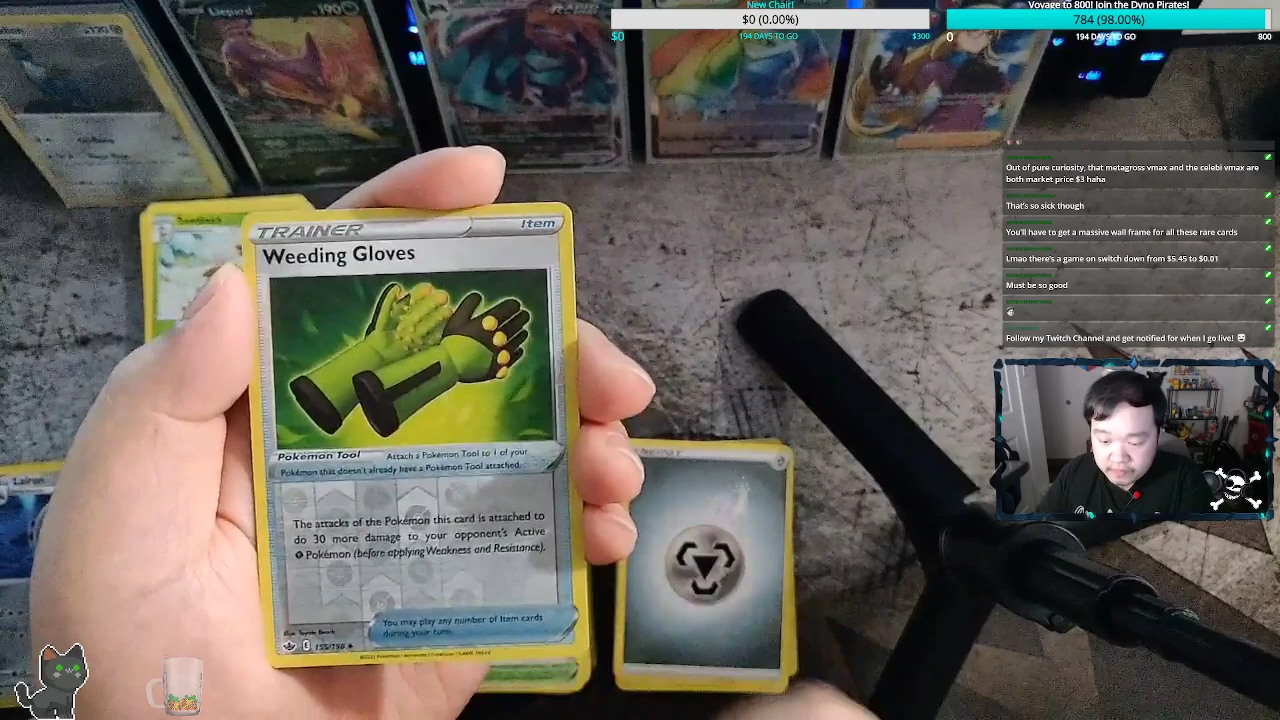 New Chair!
$0 (0.00%)
$0
194 DAYS TO GO
$300
Voyage to 800! Join the Dyno Pirates!
784 (98.00%)
0
194 DAYS TO GO
800
Out of pure curiosity, that metagross vmax and the celebi vmax are
both market price $3 haha
That's so sick though
You'll have to get a massive wall frame for all these rare cards
Lmao there's a game on switch down from $5.45 to $0.01
Must be so good
Follow my Twitch Channel and get notified for when I go live!
Liepard
190
TRAINER
Item
Weeding Gloves
Pokémon Tool
Attach a Pokémon Tool to 1 of your
Pokémon that doesn't already have a Pokémon Tool attached.
The attacks of the Pokémon this card is attached to
do 30 more damage to your opponent's Active
Pokémon (before applying Weakness and Resistance).
You may play any number of Item cards
during your turn.
155/198
Lairon